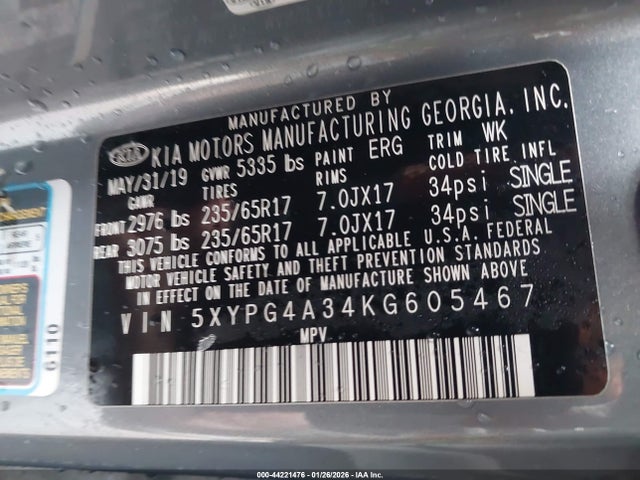 MANUFACTURED BY
KIA KIA MOTORS MANUFACTURING GEORGIA, INC.
MAY/31/19 GVWR 5335 lbs PAINT ERG TRIM WK
GAWR TIRES RIMS COLD TIRE INFL
FRONT 2976 lbs 235/65R17 7.0JX17 34psi SINGLE
REAR 3075 lbs 235/65R17 7.0JX17 34psi SINGLE
THIS VEHICLE CONFORMS TO ALL APPLICABLE U.S.A. FEDERAL
MOTOR VEHICLE SAFETY AND THEFT PREVENTION STANDARDS
IN EFFECT ON THE DATE OF MANUFACTURE SHOWN ABOVE
VIN 5XYPG4A34KG605467
MPV
6110
000-44221476 | 01/26/2026 | IAA Inc.